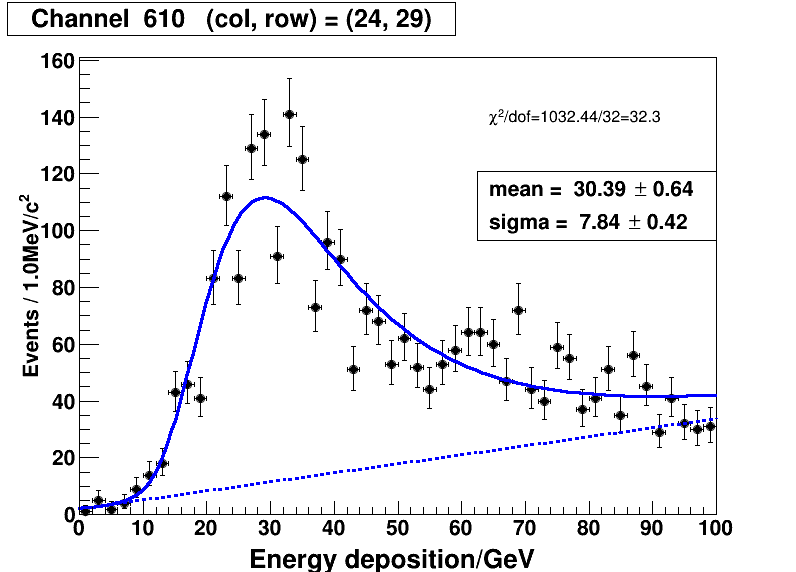 Channel 610 (col, row) = (24, 29)
160
140
120
100
80
60
40
20
0
Events / 1.0MeV/c²
χ²/dof=1032.44/32=32.3
mean = 30.39 ± 0.64
sigma = 7.84 ± 0.42
0 10 20 30 40 50 60 70 80 90 100
Energy deposition/GeV